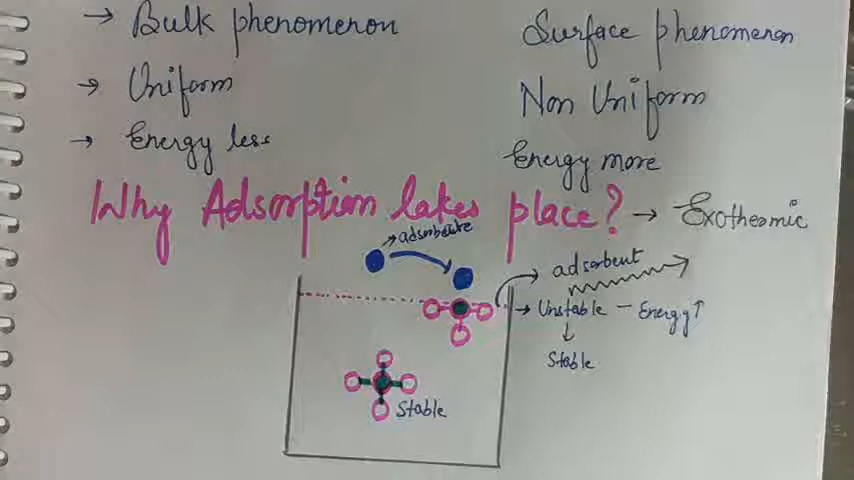 → Bulk phenomenon Surface phenomenon
→ Uniform Non Uniform
→ Energy less Energy more
Why Adsorption takes place? → Exothermic
→ adsorbate
→ adsorbent
→ Unstable - Energy↑
↓
Stable
Stable